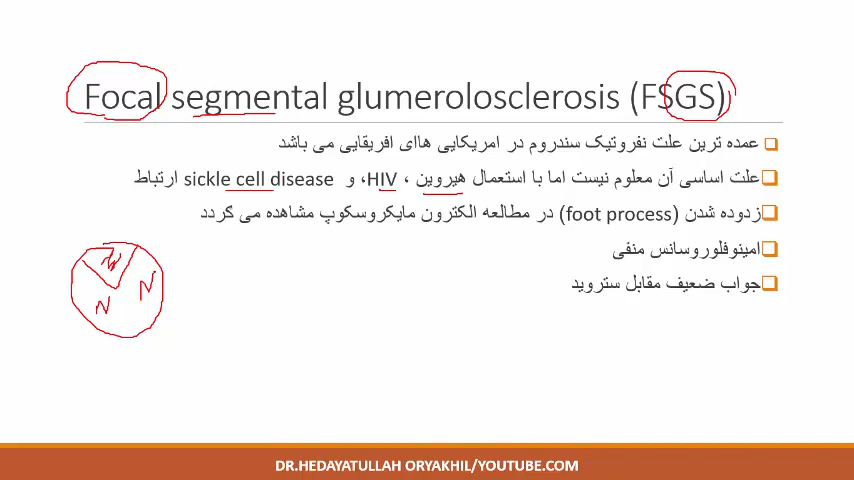 Focal segmental glumerolosclerosis (FSGS)
عمده ترین علت نفروتیک سندروم در امریکایی هاای افریقایی می باشد
علت اساسی آن معلوم نیست اما با استعمال هیروین ، HIV، و sickle cell disease ارتباط
زدوده شدن (foot process) در مطالعه الکترون مایکروسکوپ مشاهده می گردد
امینوفلوروسانس منفی
جواب ضعیف مقابل ستروید
N
N
DR.HEDAYATULLAH ORYAKHIL/YOUTUBE.COM